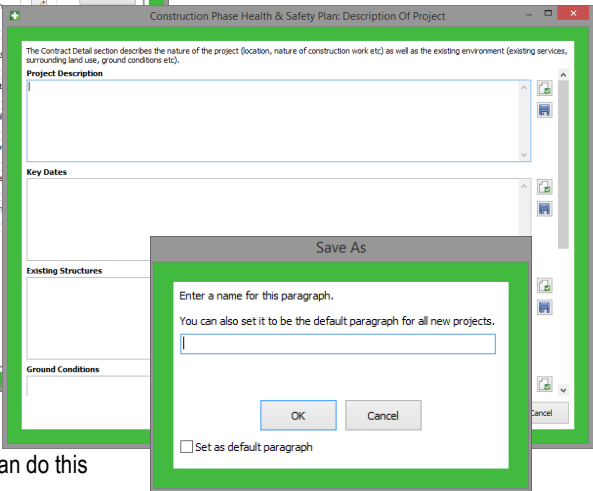 Construction Phase Health & Safety Plan: Description Of Project
The Contract Detail section describes the nature of the project (location, nature of construction work etc) as well as the existing environment (existing services,
surrounding land use, ground conditions etc).
Project Description
Key Dates
Save As
Existing Structures
Enter a name for this paragraph.
You can also set it to be the default paragraph for all new projects.
Ground Conditions
OK
Cancel
Cancel
Set as default paragraph
an do this